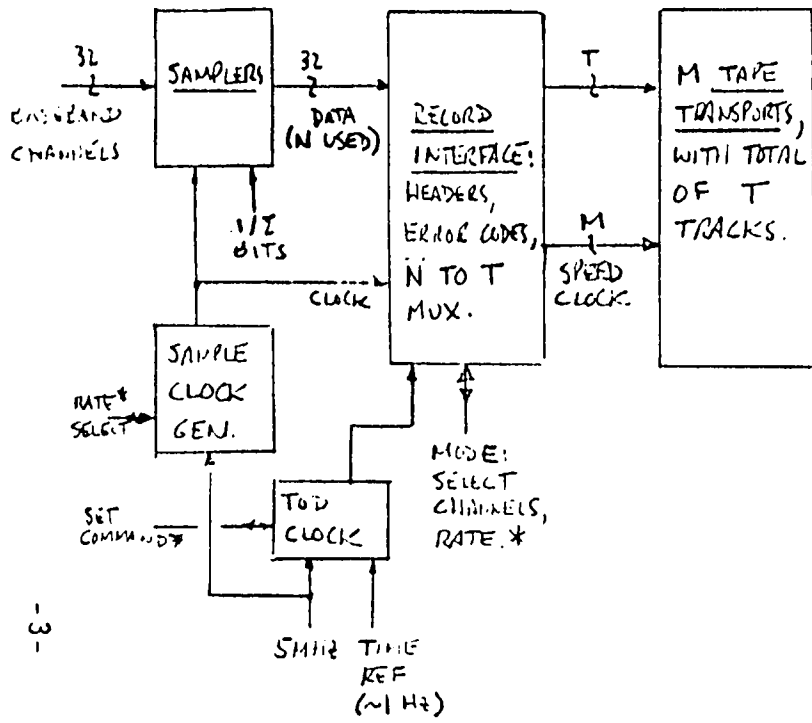 32
BASEBAND
CHANNELS
SAMPLERS
1/2
BITS
32
DATA
(N USED)
RECORD
INTERFACE:
HEADERS,
ERROR CODES,
N TO T
MUX.
T
M
SPEED
CLOCK.
M TAPE
TRANSPORTS,
WITH TOTAL
OF T
TRACKS.
CLOCK
SAMPLE
CLOCK
GEN.
RATE*
SELECT
SET
COMMAND*
TOD
CLOCK
MODE:
SELECT
CHANNELS,
RATE.*
5MHZ
TIME
REF
(~1 HZ)
-3-